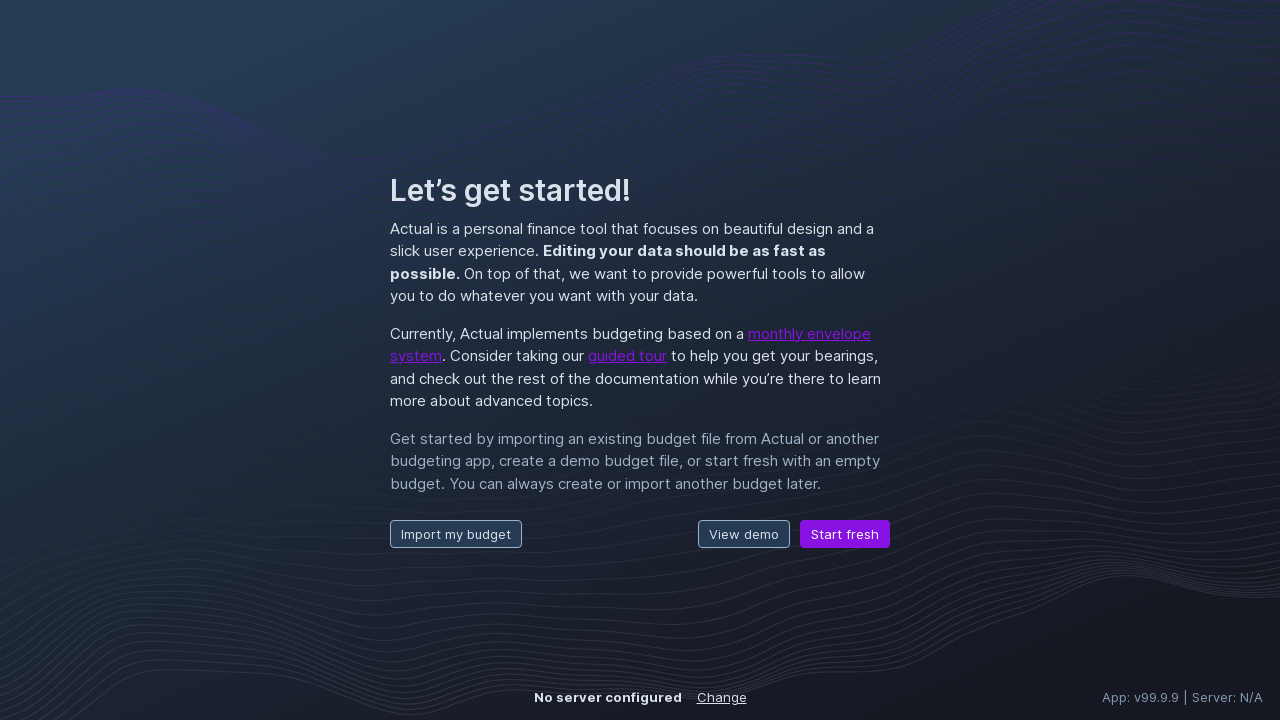 Let’s get started!
Actual is a personal finance tool that focuses on beautiful design and a
slick user experience. Editing your data should be as fast as
possible. On top of that, we want to provide powerful tools to allow
you to do whatever you want with your data.
Currently, Actual implements budgeting based on a monthly envelope
system. Consider taking our guided tour to help you get your bearings,
and check out the rest of the documentation while you’re there to learn
more about advanced topics.
Get started by importing an existing budget file from Actual or another
budgeting app, create a demo budget file, or start fresh with an empty
budget. You can always create or import another budget later.
Import my budget View demo Start fresh
No server configured Change App: v99.9.9 | Server: N/A